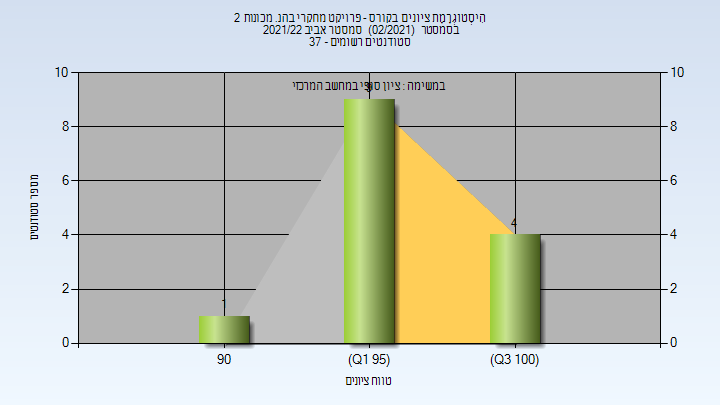 היסטוגרמת ציונים בקורס - פרויקט מחקרי בהנ. מכונות 2
בסמסטר (02/2021) סמסטר אביב 2021/22
סטודנטים רשומים - 37
במשימה : ציון סופי במחשב המרכזי
10
8
6
4
2
0
10
8
6
4
2
0
מספר סטודנטים
1
9
4
90
(Q1 95)
(Q3 100)
טווח ציונים